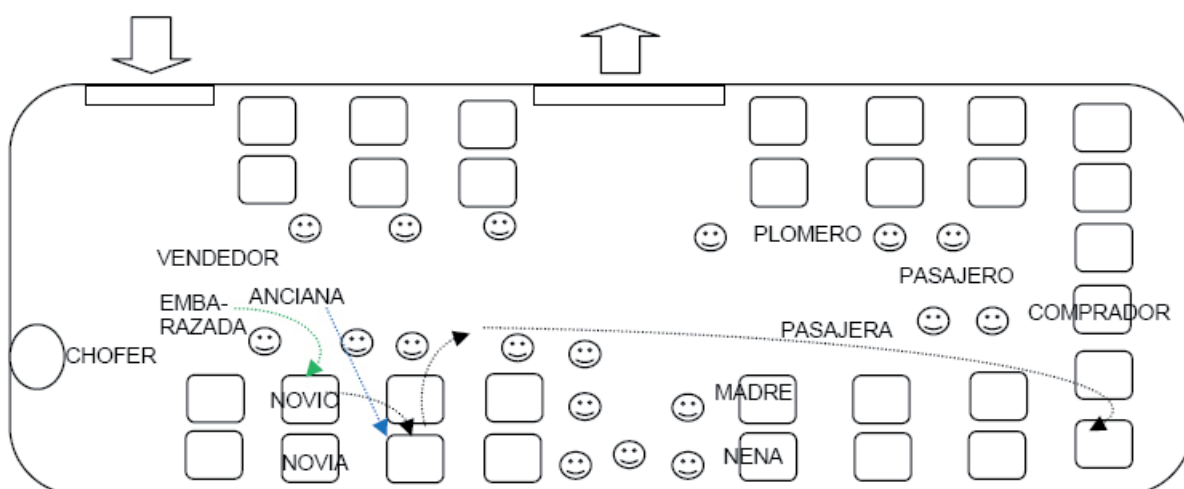 PLOMERO
VENDEDOR
PASAJERO
EMBA-
RAZADA
ANCIANA
COMPRADOR
PASAJERA
CHOFER
MADRE
NOVIO
NOVIA
NENA